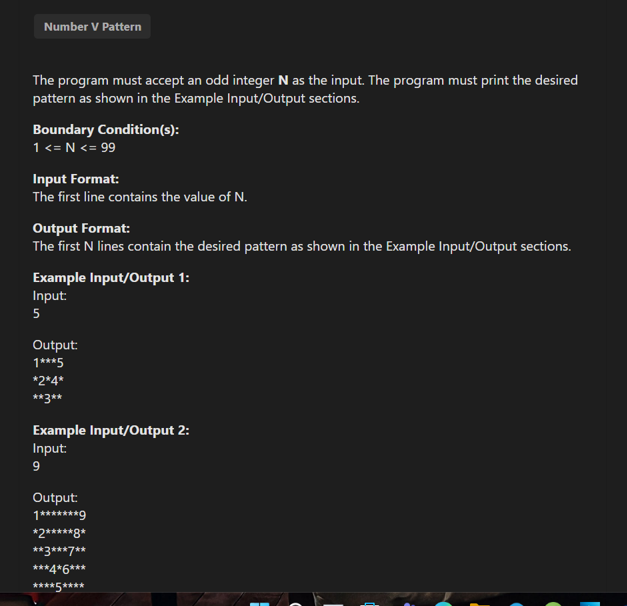 Number V Pattern
The program must accept an odd integer N as the input. The program must print the desired
pattern as shown in the Example Input/Output sections.
Boundary Condition(s):
1 <= N <= 99
Input Format:
The first line contains the value of N.
Output Format:
The first N lines contain the desired pattern as shown in the Example Input/Output sections.
Example Input/Output 1:
Input:
5
Output:
1***5
*2*4*
**3**
Example Input/Output 2:
Input:
9
Output:
1*******9
*2*****8*
**3***7**
***4*6***
****5****